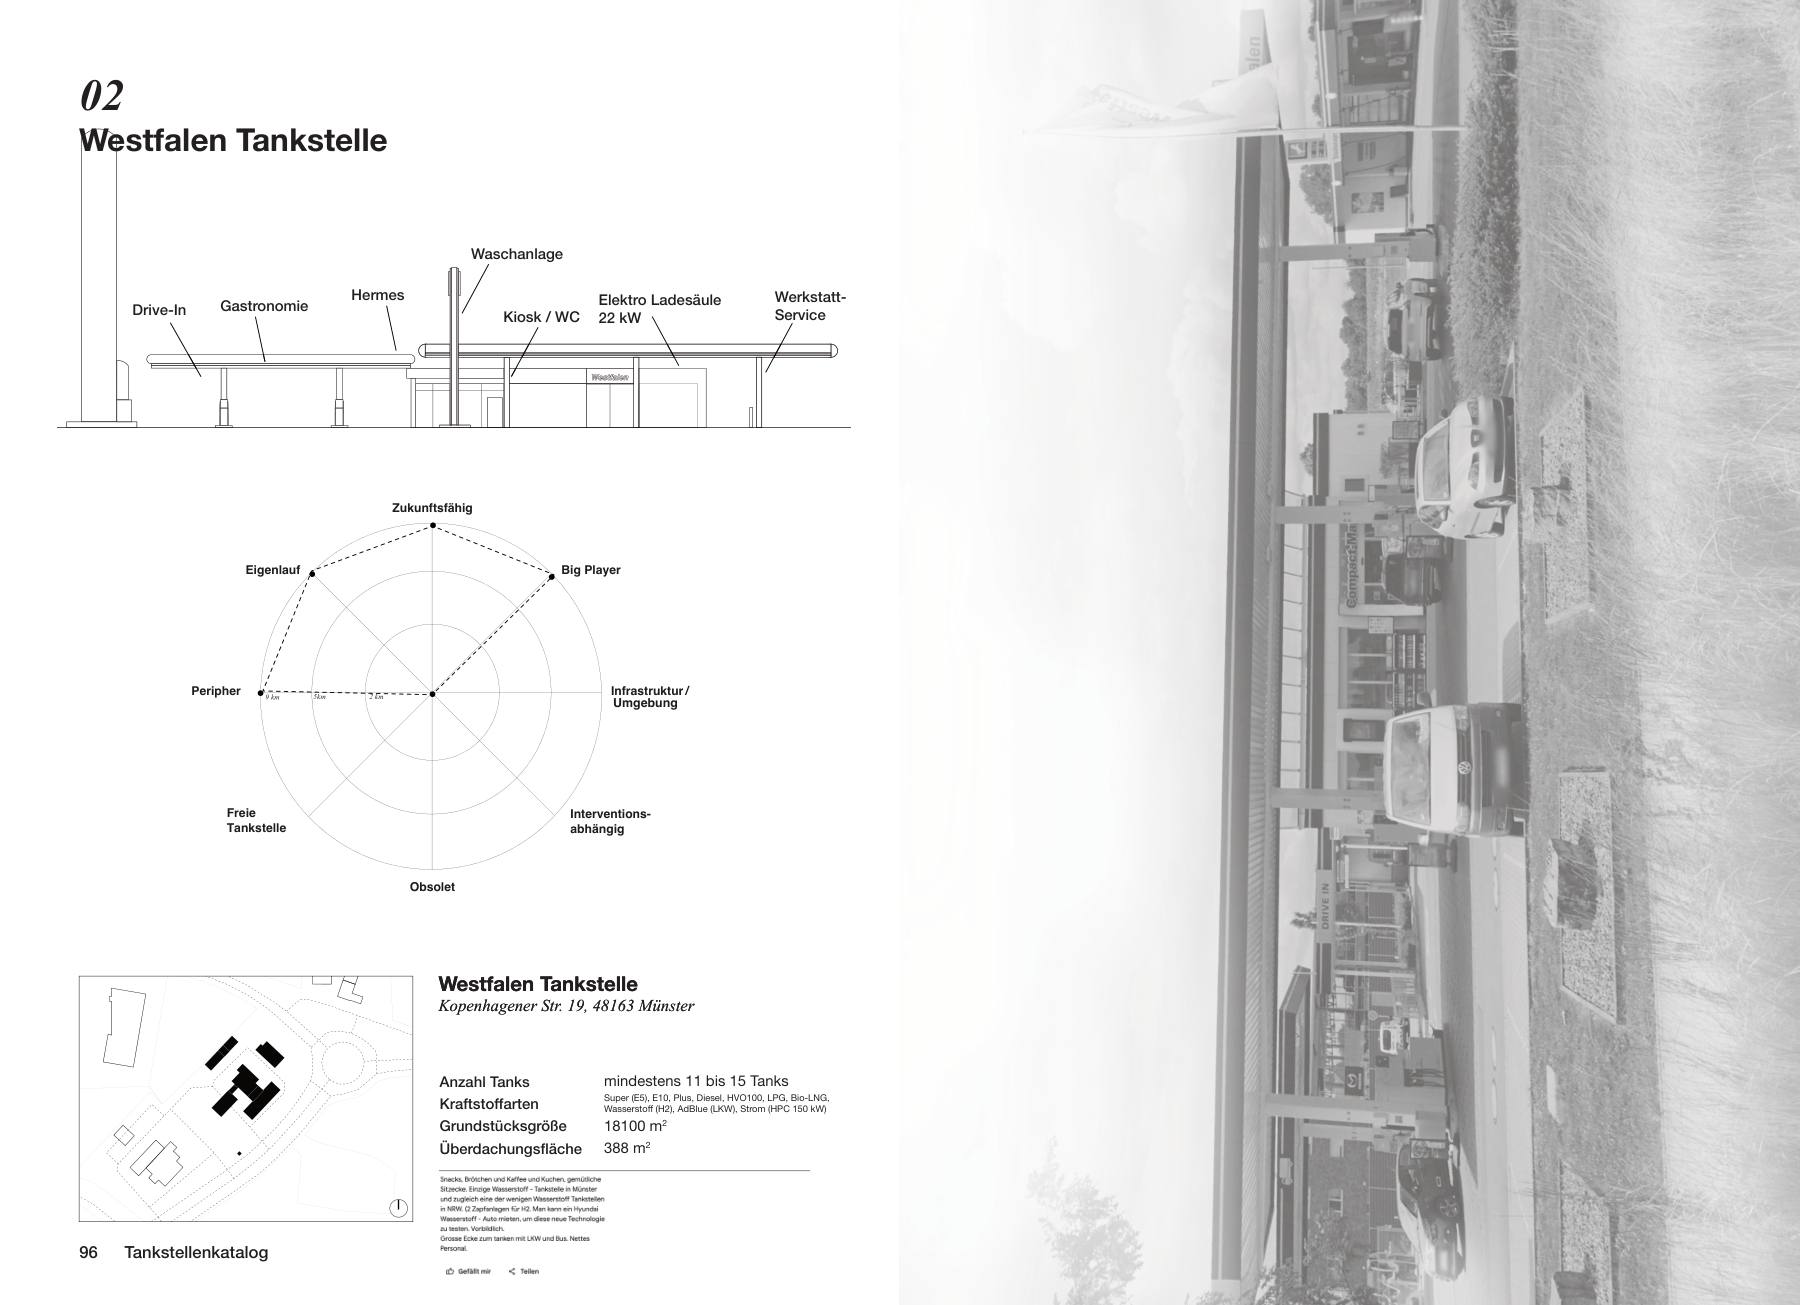 02
Westfalen Tankstelle
Waschanlage
Drive-In
Gastronomie
Hermes
Kiosk / WC
Elektro Ladesäule
22 kW
Werkstatt-
Service
Westfalen
Zukunftsfähig
Eigenlauf
Big Player
Peripher
9 km
5km
2 km
Infrastruktur /
Umgebung
Freie
Tankstelle
Interventions-
abhängig
Obsolet
Westfalen Tankstelle
Kopenhagener Str. 19, 48163 Münster
Anzahl Tanks mindestens 11 bis 15 Tanks
Kraftstoffarten Super (E5), E10, Plus, Diesel, HVO100, LPG, Bio-LNG,
Wasserstoff (H2), AdBlue (LKW), Strom (HPC 150 kW)
Grundstücksgröße 18100 m²
Überdachungsfläche 388 m²
Snacks, Brötchen und Kaffee und Kuchen, gemütliche
Sitzecke. Einzige Wasserstoff - Tankstelle in Münster
und zugleich eine der wenigen Wasserstoff Tankstellen
in NRW. (2 Zapfanlagen für H2. Man kann ein Hyundai
Wasserstoff - Auto mieten, um diese neue Technologie
zu testen. Vorbildlich.
Grosse Ecke zum tanken mit LKW und Bus. Nettes
Personal.
Gefällt mir Teilen
96 Tankstellenkatalog
DRIVE IN